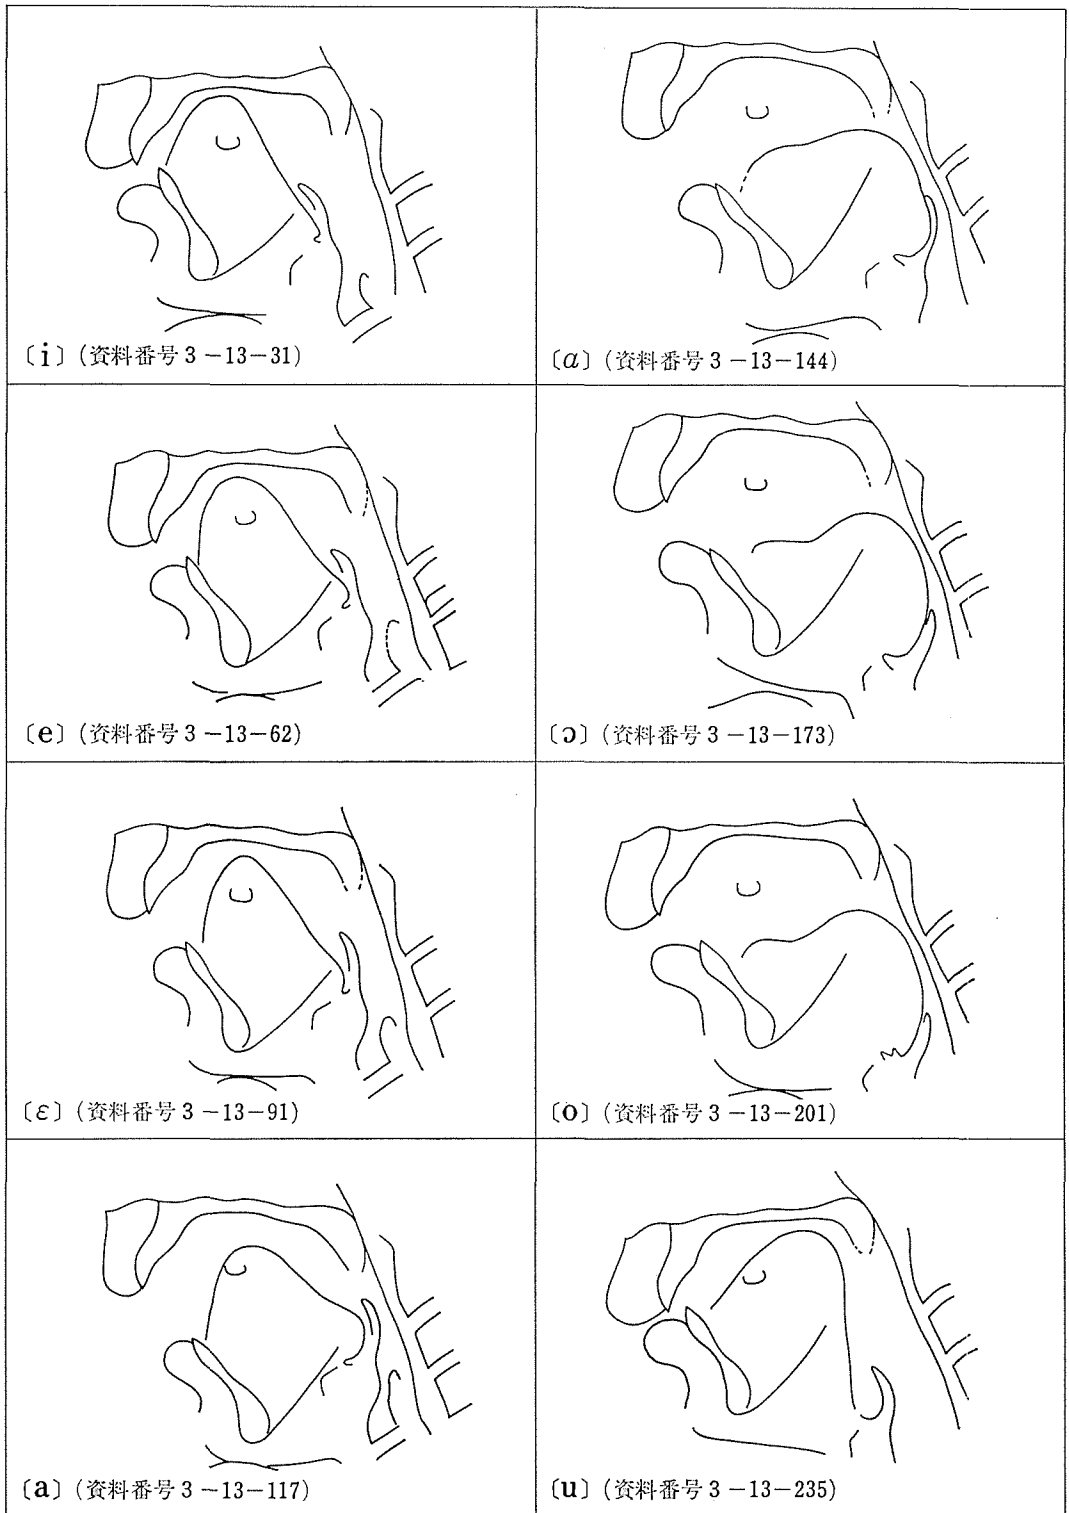 〔i〕(資料番号3-13-31)
〔ɑ〕(資料番号3-13-144)
〔e〕(資料番号3-13-62)
〔ɔ〕(資料番号3-13-173)
〔ɛ〕(資料番号3-13-91)
〔o〕(資料番号3-13-201)
〔a〕(資料番号3-13-117)
〔u〕(資料番号3-13-235)